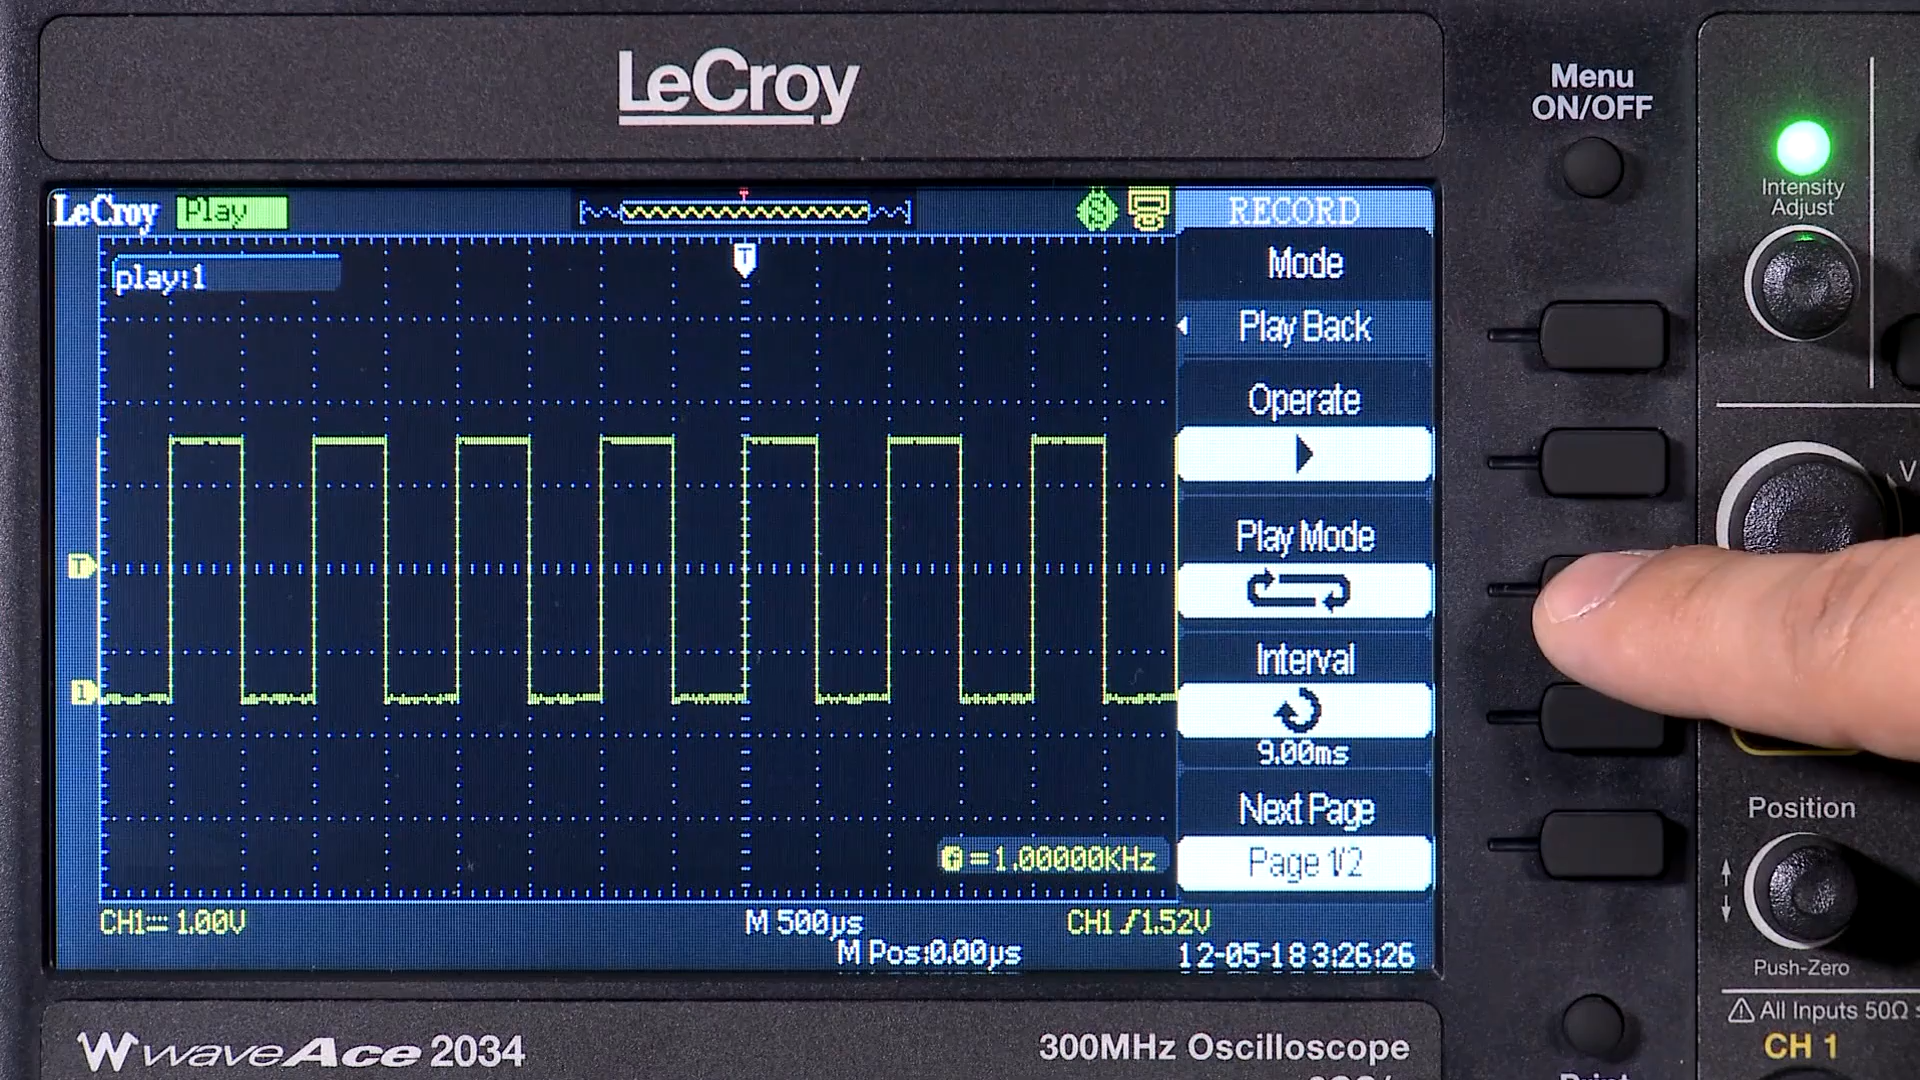 LeCroy
Menu
ON/OFF
Intensity
Adjust
LeCroy Play
T
S
RECORD
T
play:1
Mode
Play Back
Operate
Play Mode
T
Interval
1
9.00ms
Next Page
=1.00000KHz
Page 1/2
CH1 1.00V
M 500µs
CH1 1.52V
M Pos:0.00µs
12-05-18 3:26:26
V
Position
Push-Zero
All Inputs 50Ω
CH 1
WaveAce 2034
300MHz Oscilloscope